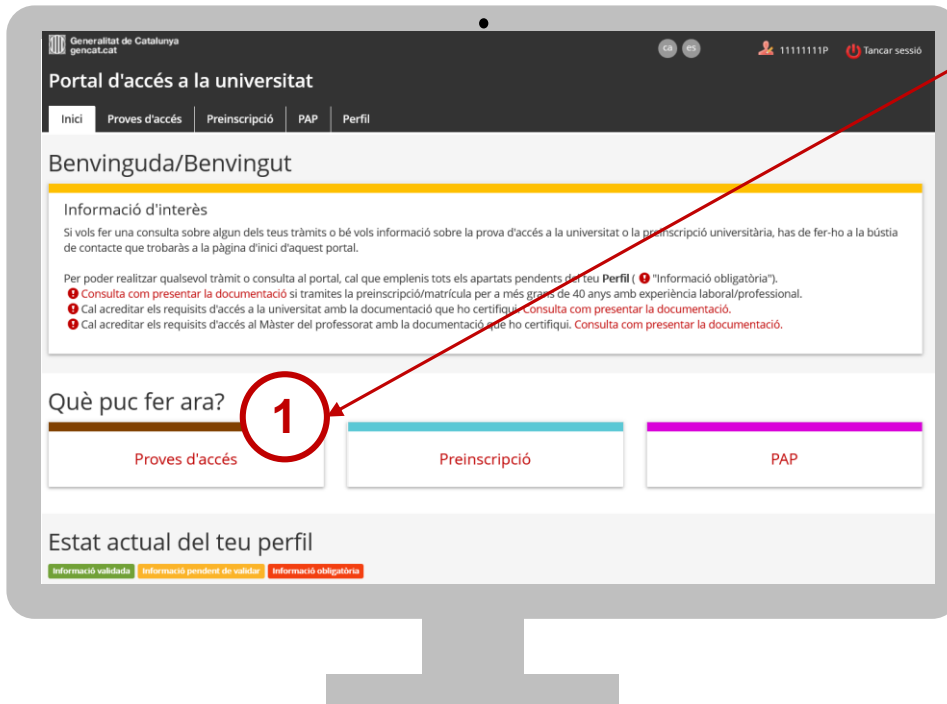 Generalitat de Catalunya
gencat.cat
ca es 11111111P Tancar sessió
Portal d'accés a la universitat
Inici Proves d'accés Preinscripció PAP Perfil
Benvinguda/Benvingut
Informació d'interès
Si vols fer una consulta sobre algun dels teus tràmits o bé vols informació sobre la prova d'accés a la universitat o la preinscripció universitària, has de fer-ho a la bústia
de contacte que trobaràs a la pàgina d'inici d'aquest portal.
Per poder realitzar qualsevol tràmit o consulta al portal, cal que emplenis tots els apartats pendents del teu Perfil ( "Informació obligatòria").
Consulta com presentar la documentació si tramites la preinscripció/matrícula per a més grans de 40 anys amb experiència laboral/professional.
Cal acreditar els requisits d'accés a la universitat amb la documentació que ho certifiqui. Consulta com presentar la documentació.
Cal acreditar els requisits d'accés al Màster del professorat amb la documentació que ho certifiqui. Consulta com presentar la documentació.
Què puc fer ara?
1
Proves d'accés Preinscripció PAP
Estat actual del teu perfil
Informació validada Informació pendent de validar Informació obligatòria